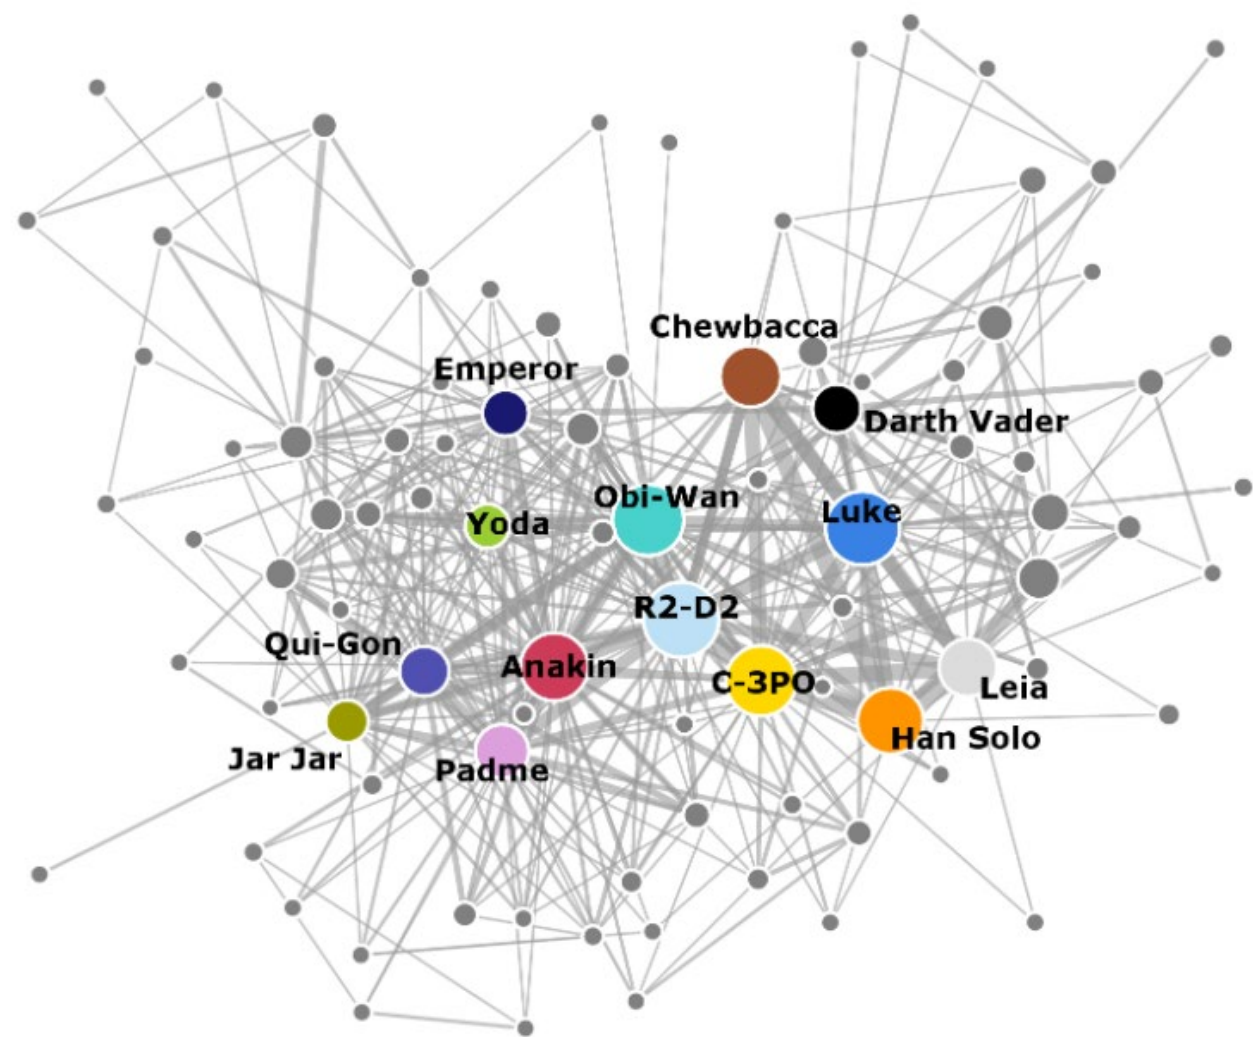 Chewbacca
Emperor
Darth Vader
Obi-Wan
Luke
Yoda
R2-D2
Qui-Gon
Anakin
C-3PO
Leia
Han Solo
Jar Jar
Padme